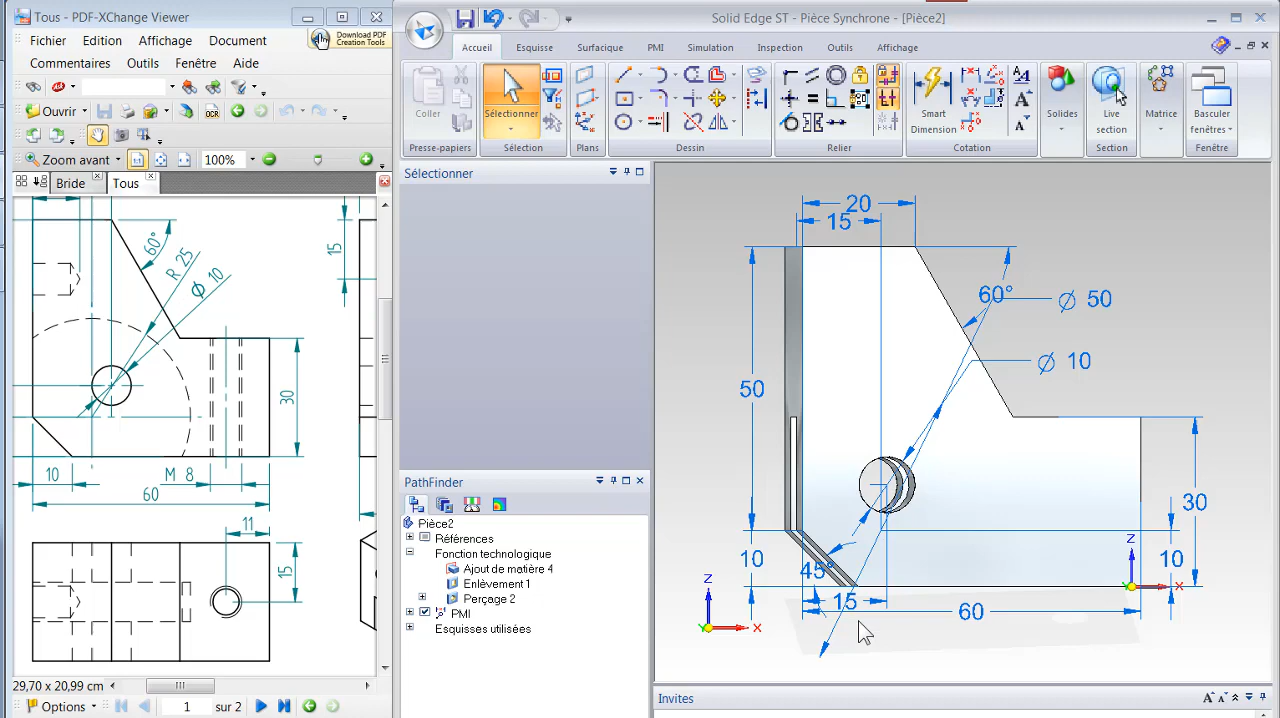 Tous - PDF-XChange Viewer
Fichier Edition Affichage Document
Download PDF
Creation Tools
Commentaires Outils Fenêtre Aide
Ouvrir
OCR
Zoom avant 1:1 100%
Bride Tous
60°
R 25
Ø 10
15
30
10
M 8
60
11
15
29,70 x 20,99 cm
Options 1 sur 2
Solid Edge ST - Pièce Synchrone - [Pièce2]
Accueil Esquisse Surfacique PMI Simulation Inspection Outils Affichage
Coller Sélectionner Smart
Dimension Solides Live
section Matrice Basculer
fenêtres
Presse-papiers Sélection Plans Dessin Relier Cotation Section Fenêtre
Sélectionner
PathFinder
Pièce2
Références
Fonction technologique
Ajout de matière 4
Enlèvement 1
Perçage 2
PMI
Esquisses utilisées
20
15
60°
Ø 50
Ø 10
50
30
10
45°
10
15
60
Z
X
Y
Z
X
Y
Invites